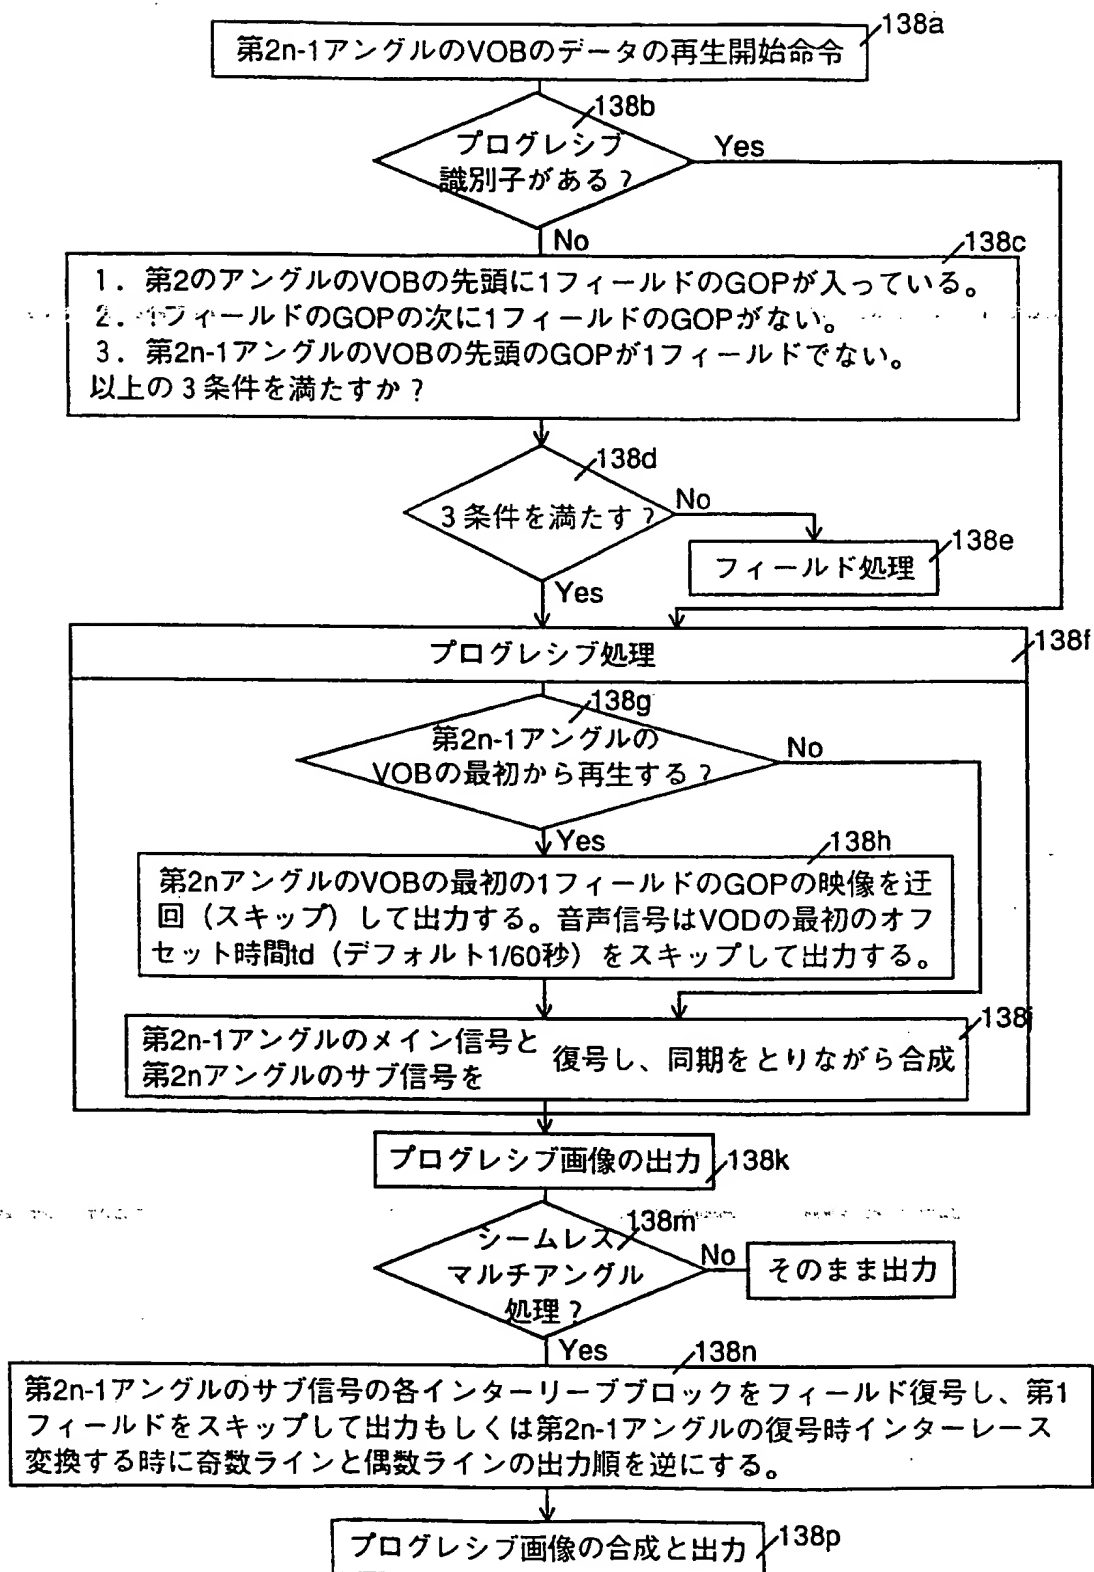 138a
第2n-1アングルのVOBのデータの再生開始命令
138b
プログレシブ
識別子がある？
Yes
No
138c
1．第2のアングルのVOBの先頭に1フィールドのGOPが入っている。
2．1フィールドのGOPの次に1フィールドのGOPがない。
3．第2n-1アングルのVOBの先頭のGOPが1フィールドでない。
以上の3条件を満たすか？
138d
3条件を満たす？
No
138e
フィールド処理
Yes
プログレシブ処理
138f
138g
第2n-1アングルの
VOBの最初から再生する？
No
Yes
138h
第2nアングルのVOBの最初の1フィールドのGOPの映像を迂
回（スキップ）して出力する。音声信号はVODの最初のオフ
セット時間td（デフォルト1/60秒）をスキップして出力する。
138i
第2n-1アングルのメイン信号と
第2nアングルのサブ信号を
復号し、同期をとりながら合成
プログレシブ画像の出力
138k
138m
シームレス
マルチアングル
処理？
No
そのまま出力
Yes
138n
第2n-1アングルのサブ信号の各インターリーブブロックをフィールド復号し、第1
フィールドをスキップして出力もしくは第2n-1アングルの復号時インターレース
変換する時に奇数ラインと偶数ラインの出力順を逆にする。
プログレシブ画像の合成と出力
138p